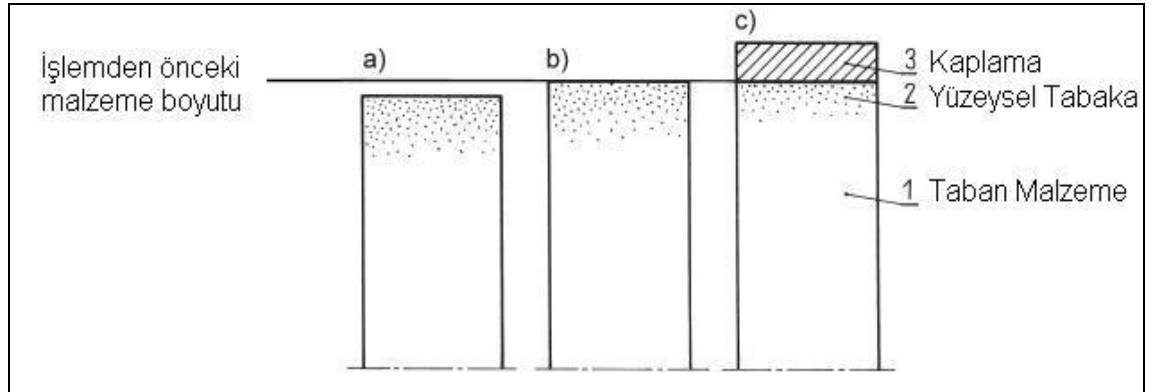 İşlemden önceki
malzeme boyutu
a)
b)
c)
3 Kaplama
2 Yüzeysel Tabaka
1 Taban Malzeme